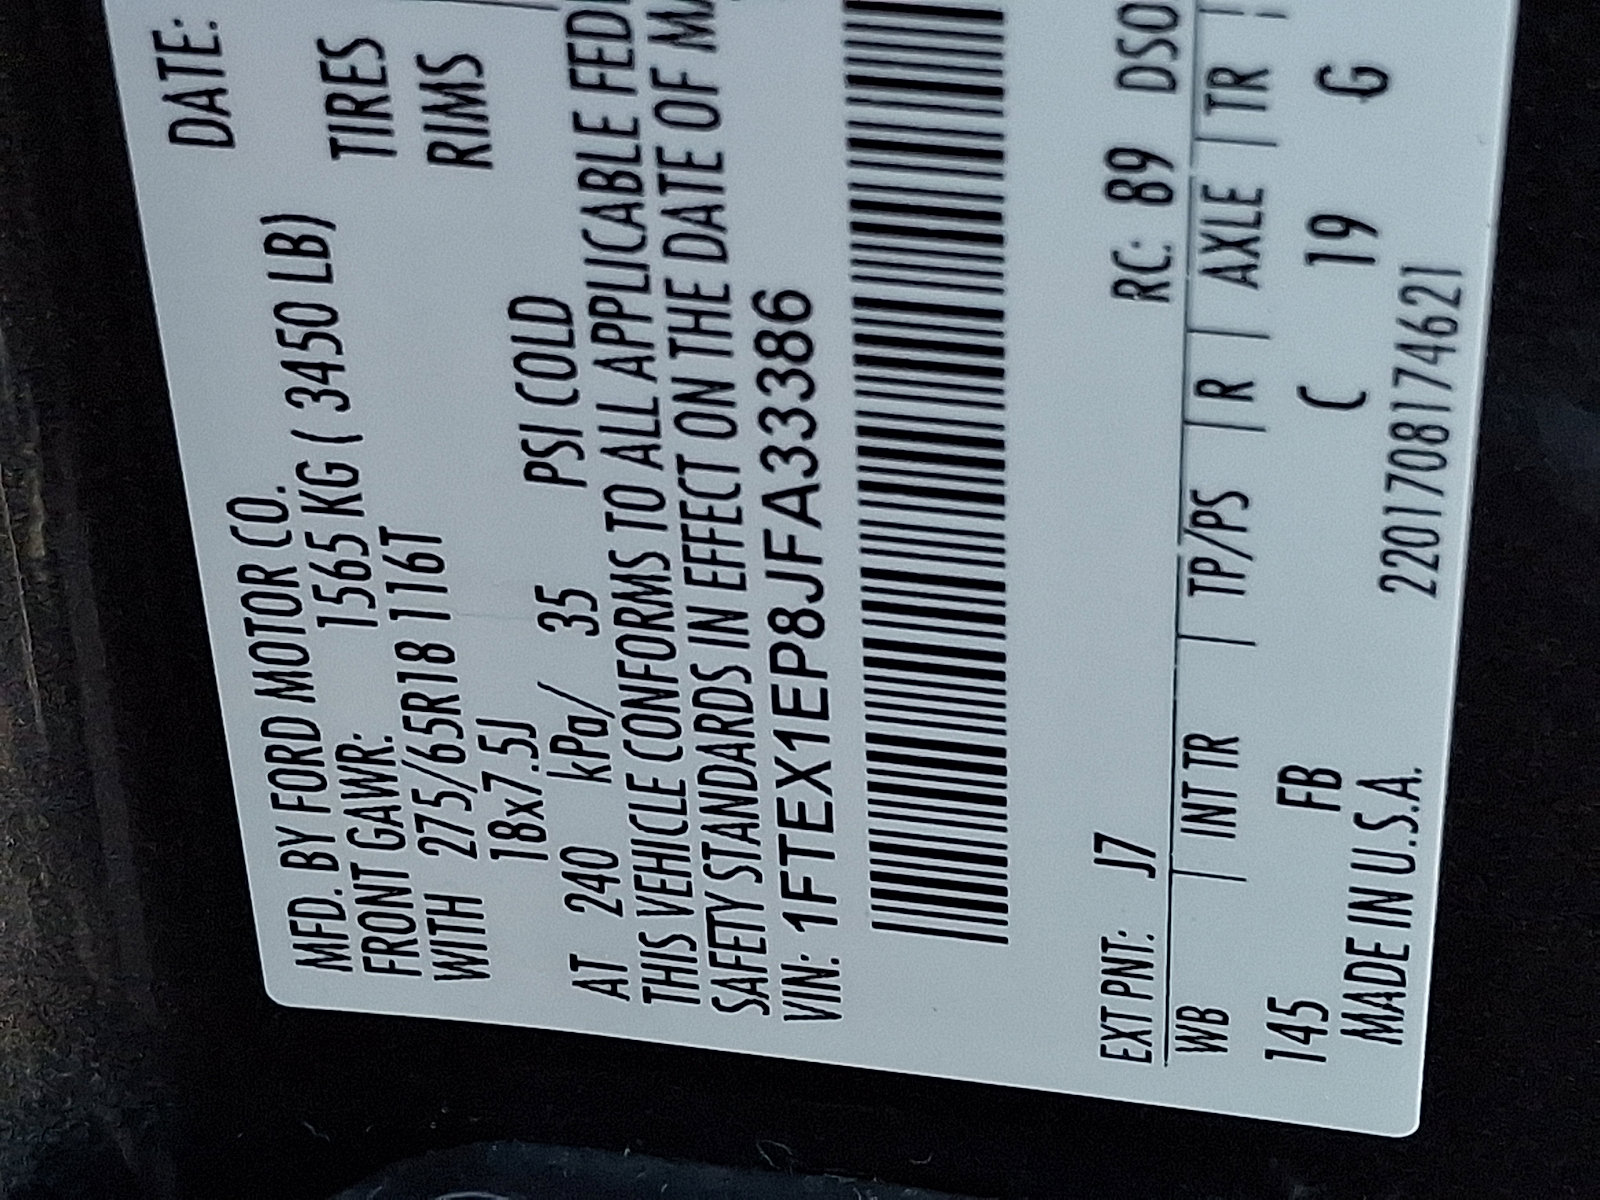 MFD. BY FORD MOTOR CO.
DATE:
FRONT GAWR: 1565 KG ( 3450 LB)
WITH 275/65R18 116T TIRES
18x7.5J RIMS
AT 240 kPa/ 35 PSI COLD
THIS VEHICLE CONFORMS TO ALL APPLICABLE
SAFETY STANDARDS IN EFFECT ON THE DATE OF
VIN: 1FTEX1EP8JFA33386
EXT PNT: J7 RC: 89 DSO
WB | INT TR | TP/PS | R | AXLE | TR |
145 FB C 19 G
MADE IN U.S.A. 2201708174621